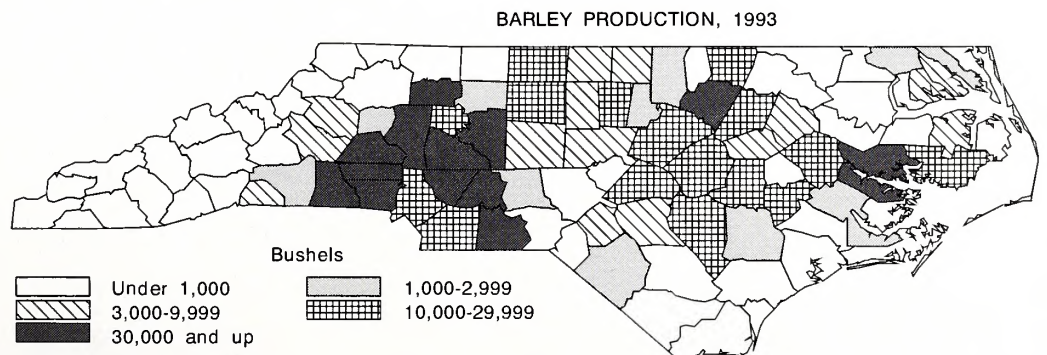 BARLEY PRODUCTION, 1993
Bushels
Under 1,000
1,000-2,999
3,000-9,999
10,000-29,999
30,000 and up